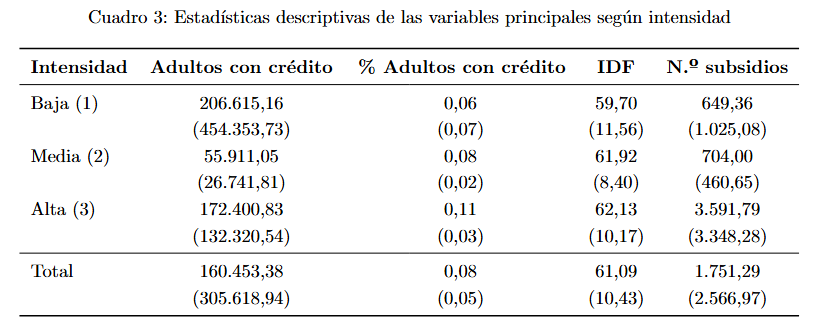 Cuadro 3: Estadísticas descriptivas de las variables principales según intensidad
Intensidad Adultos con crédito % Adultos con crédito IDF N.º subsidios
Baja (1) 206.615,16 0,06 59,70 649,36
(454.353,73) (0,07) (11,56) (1.025,08)
Media (2) 55.911,05 0,08 61,92 704,00
(26.741,81) (0,02) (8,40) (460,65)
Alta (3) 172.400,83 0,11 62,13 3.591,79
(132.320,54) (0,03) (10,17) (3.348,28)
Total 160.453,38 0,08 61,09 1.751,29
(305.618,94) (0,05) (10,43) (2.566,97)